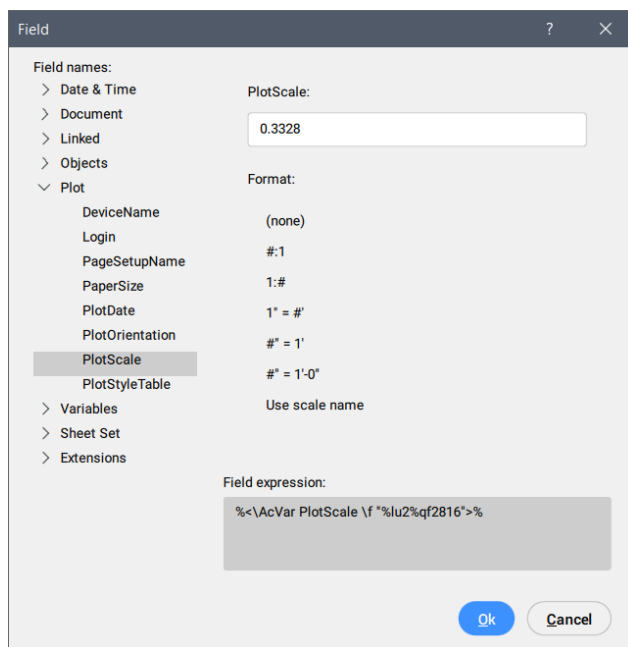 Field
?
Field names:
Date & Time
Document
Linked
Objects
Plot
DeviceName
Login
PageSetupName
PaperSize
PlotDate
PlotOrientation
PlotScale
PlotStyleTable
Variables
Sheet Set
Extensions
PlotScale:
0.3328
Format:
(none)
#:1
1:#
1" = #'
#" = 1'
#" = 1'-0"
Use scale name
Field expression:
%<\AcVar PlotScale \f "%lu2%qf2816">%
Ok
Cancel